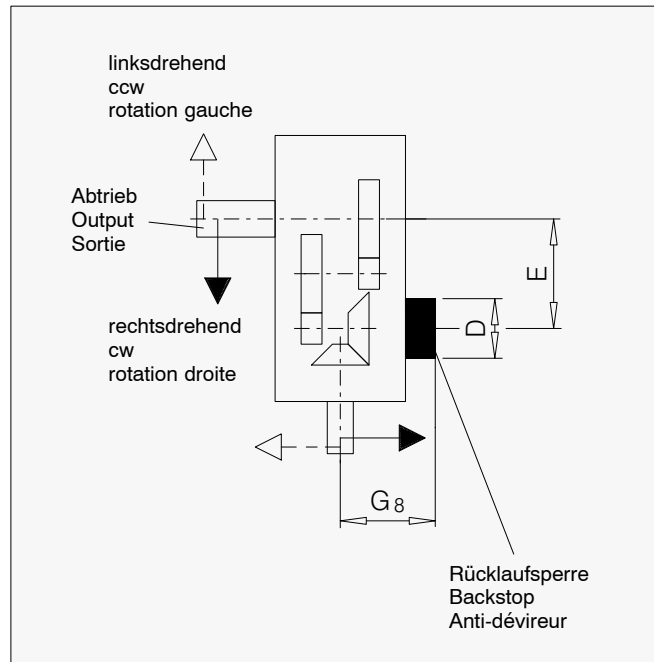 linksdrehend
ccw
rotation gauche
Abtrieb
Output
Sortie
E
D
rechtsdrehend
cw
rotation droite
G8
Rücklaufsperre
Backstop
Anti-dévireur